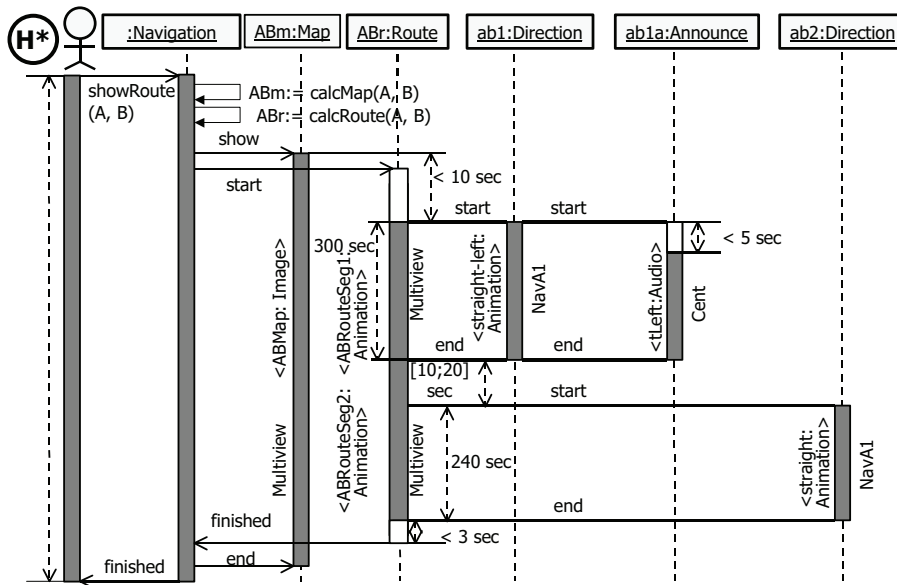 H*
:Navigation
ABm:Map
ABr:Route
ab1:Direction
ab1a:Announce
ab2:Direction
showRoute
(A, B)
ABm:= calcMap(A, B)
ABr:= calcRoute(A, B)
show
start
< 10 sec
start
start
300 sec
< 5 sec
<ABMap: Image>
<ABRouteSeg1:
Animation>
Multiview
<straight-left:
Animation>
NavA1
<tLeft:Audio>
Cent
end
end
[10;20]
sec
start
Multiview
<ABRouteSeg2:
Animation>
Multiview
240 sec
<straight:
Animation>
NavA1
end
finished
< 3 sec
end
finished